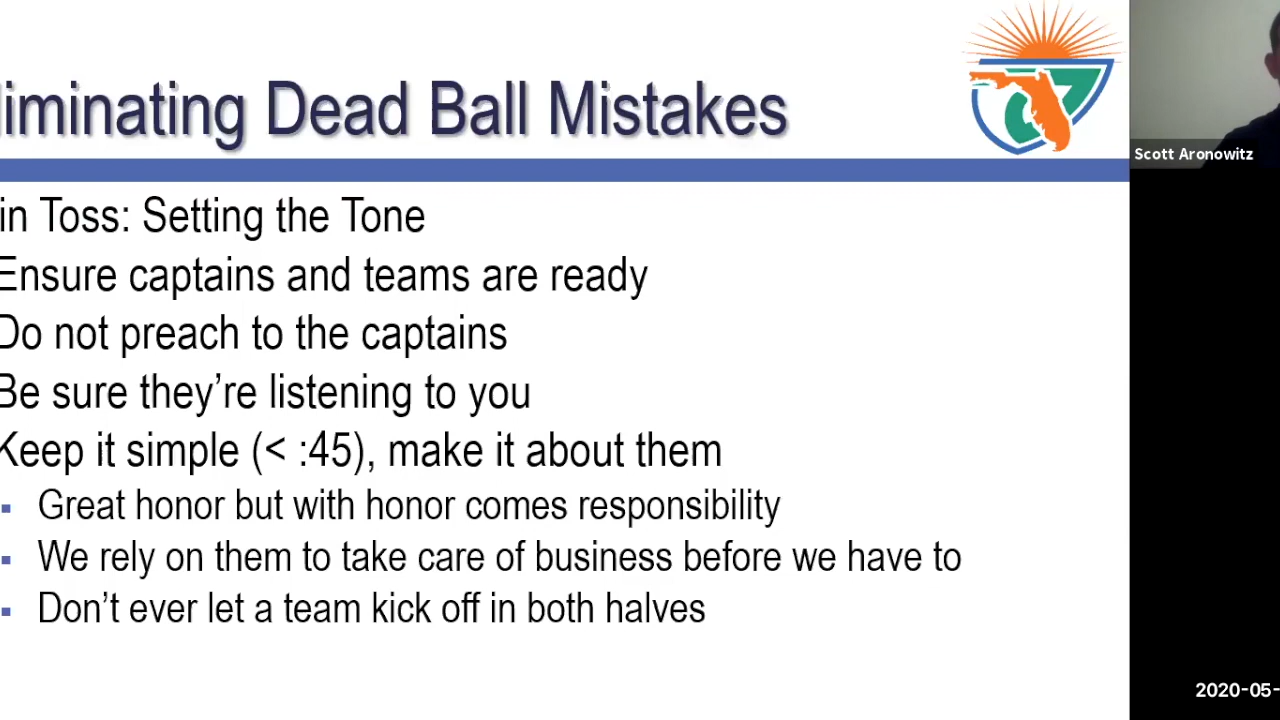 liminating Dead Ball Mistakes
Scott Aronowitz
in Toss: Setting the Tone
Ensure captains and teams are ready
Do not preach to the captains
Be sure they’re listening to you
Keep it simple (< :45), make it about them
▪ Great honor but with honor comes responsibility
▪ We rely on them to take care of business before we have to
▪ Don’t ever let a team kick off in both halves
2020-05-